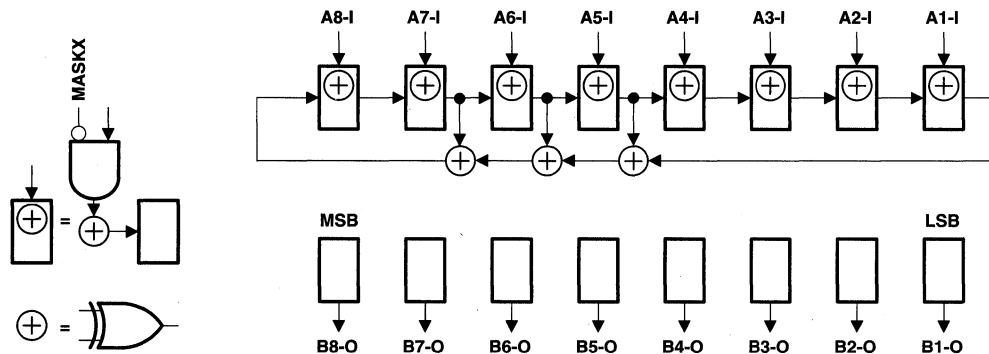 A8-I A7-I A6-I A5-I A4-I A3-I A2-I A1-I
MASKX
=
MSB LSB
=
B8-O B7-O B6-O B5-O B4-O B3-O B2-O B1-O